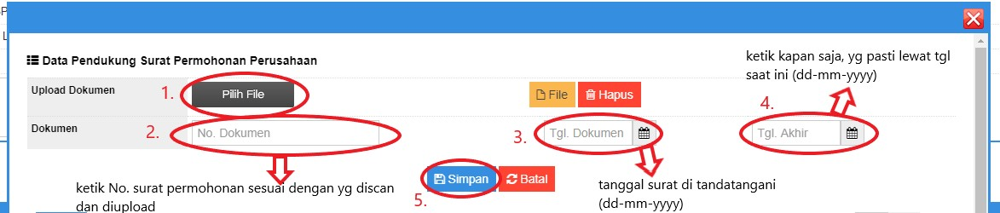 P
L
Data Pendukung Surat Permohonan Perusahaan
ketik kapan saja, yg pasti lewat tgl
saat ini (dd-mm-yyyy)
Upload Dokumen
1.
Pilih File
File
Hapus
4.
Dokumen
2.
No. Dokumen
3.
Tgl. Dokumen
Tgl. Akhir
ketik No. surat permohonan sesuai dengan yg discan
dan diupload
5.
Simpan
Batal
tanggal surat di tandatangani
(dd-mm-yyyy)